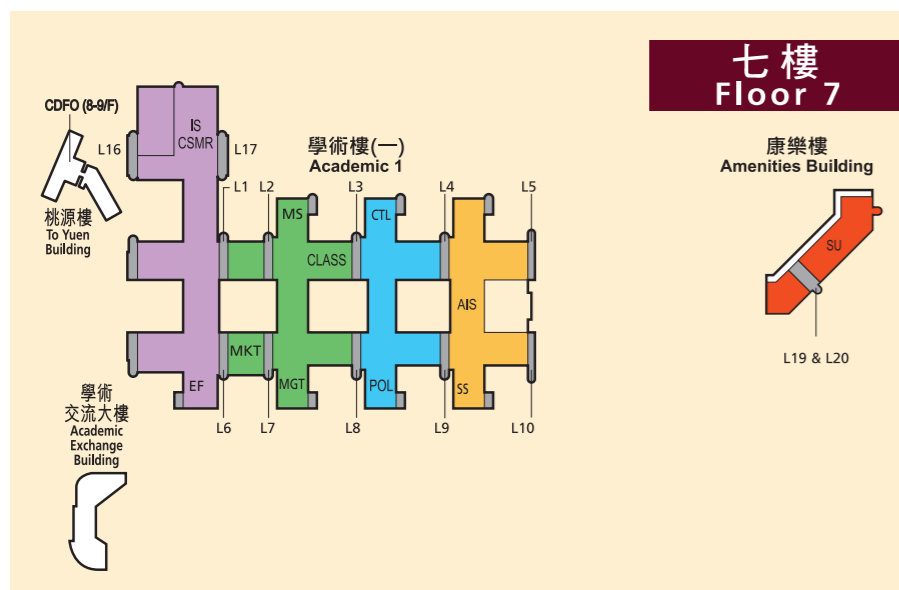 七樓
Floor 7
CDFO (8-9/F)
桃源樓
To Yuen
Building
L16
IS
CSMR
L17
學術樓(一)
Academic 1
康樂樓
Amenities Building
L1
L2
L3
L4
L5
MS
CTL
CLASS
SU
AIS
L19 & L20
MKT
EF
MGT
POL
SS
L6
L7
L8
L9
L10
學術
交流大樓
Academic
Exchange
Building